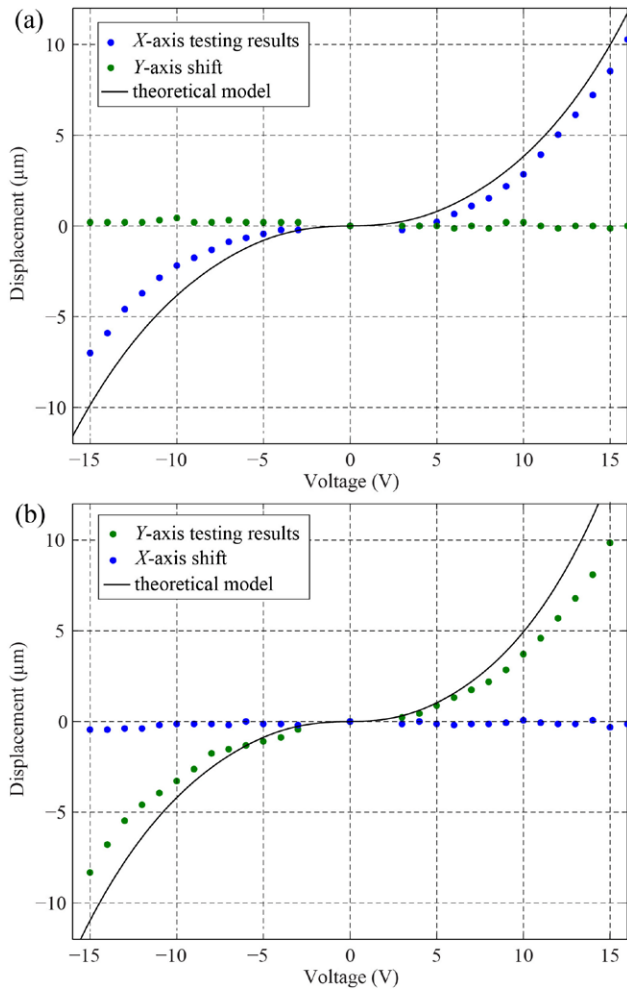 (a)
X-axis testing results
Y-axis shift
theoretical model
10
5
0
−5
−10
Displacement (μm)
−15 −10 −5 0 5 10 15
Voltage (V)
(b)
Y-axis testing results
X-axis shift
theoretical model
10
5
0
−5
−10
Displacement (μm)
−15 −10 −5 0 5 10 15
Voltage (V)